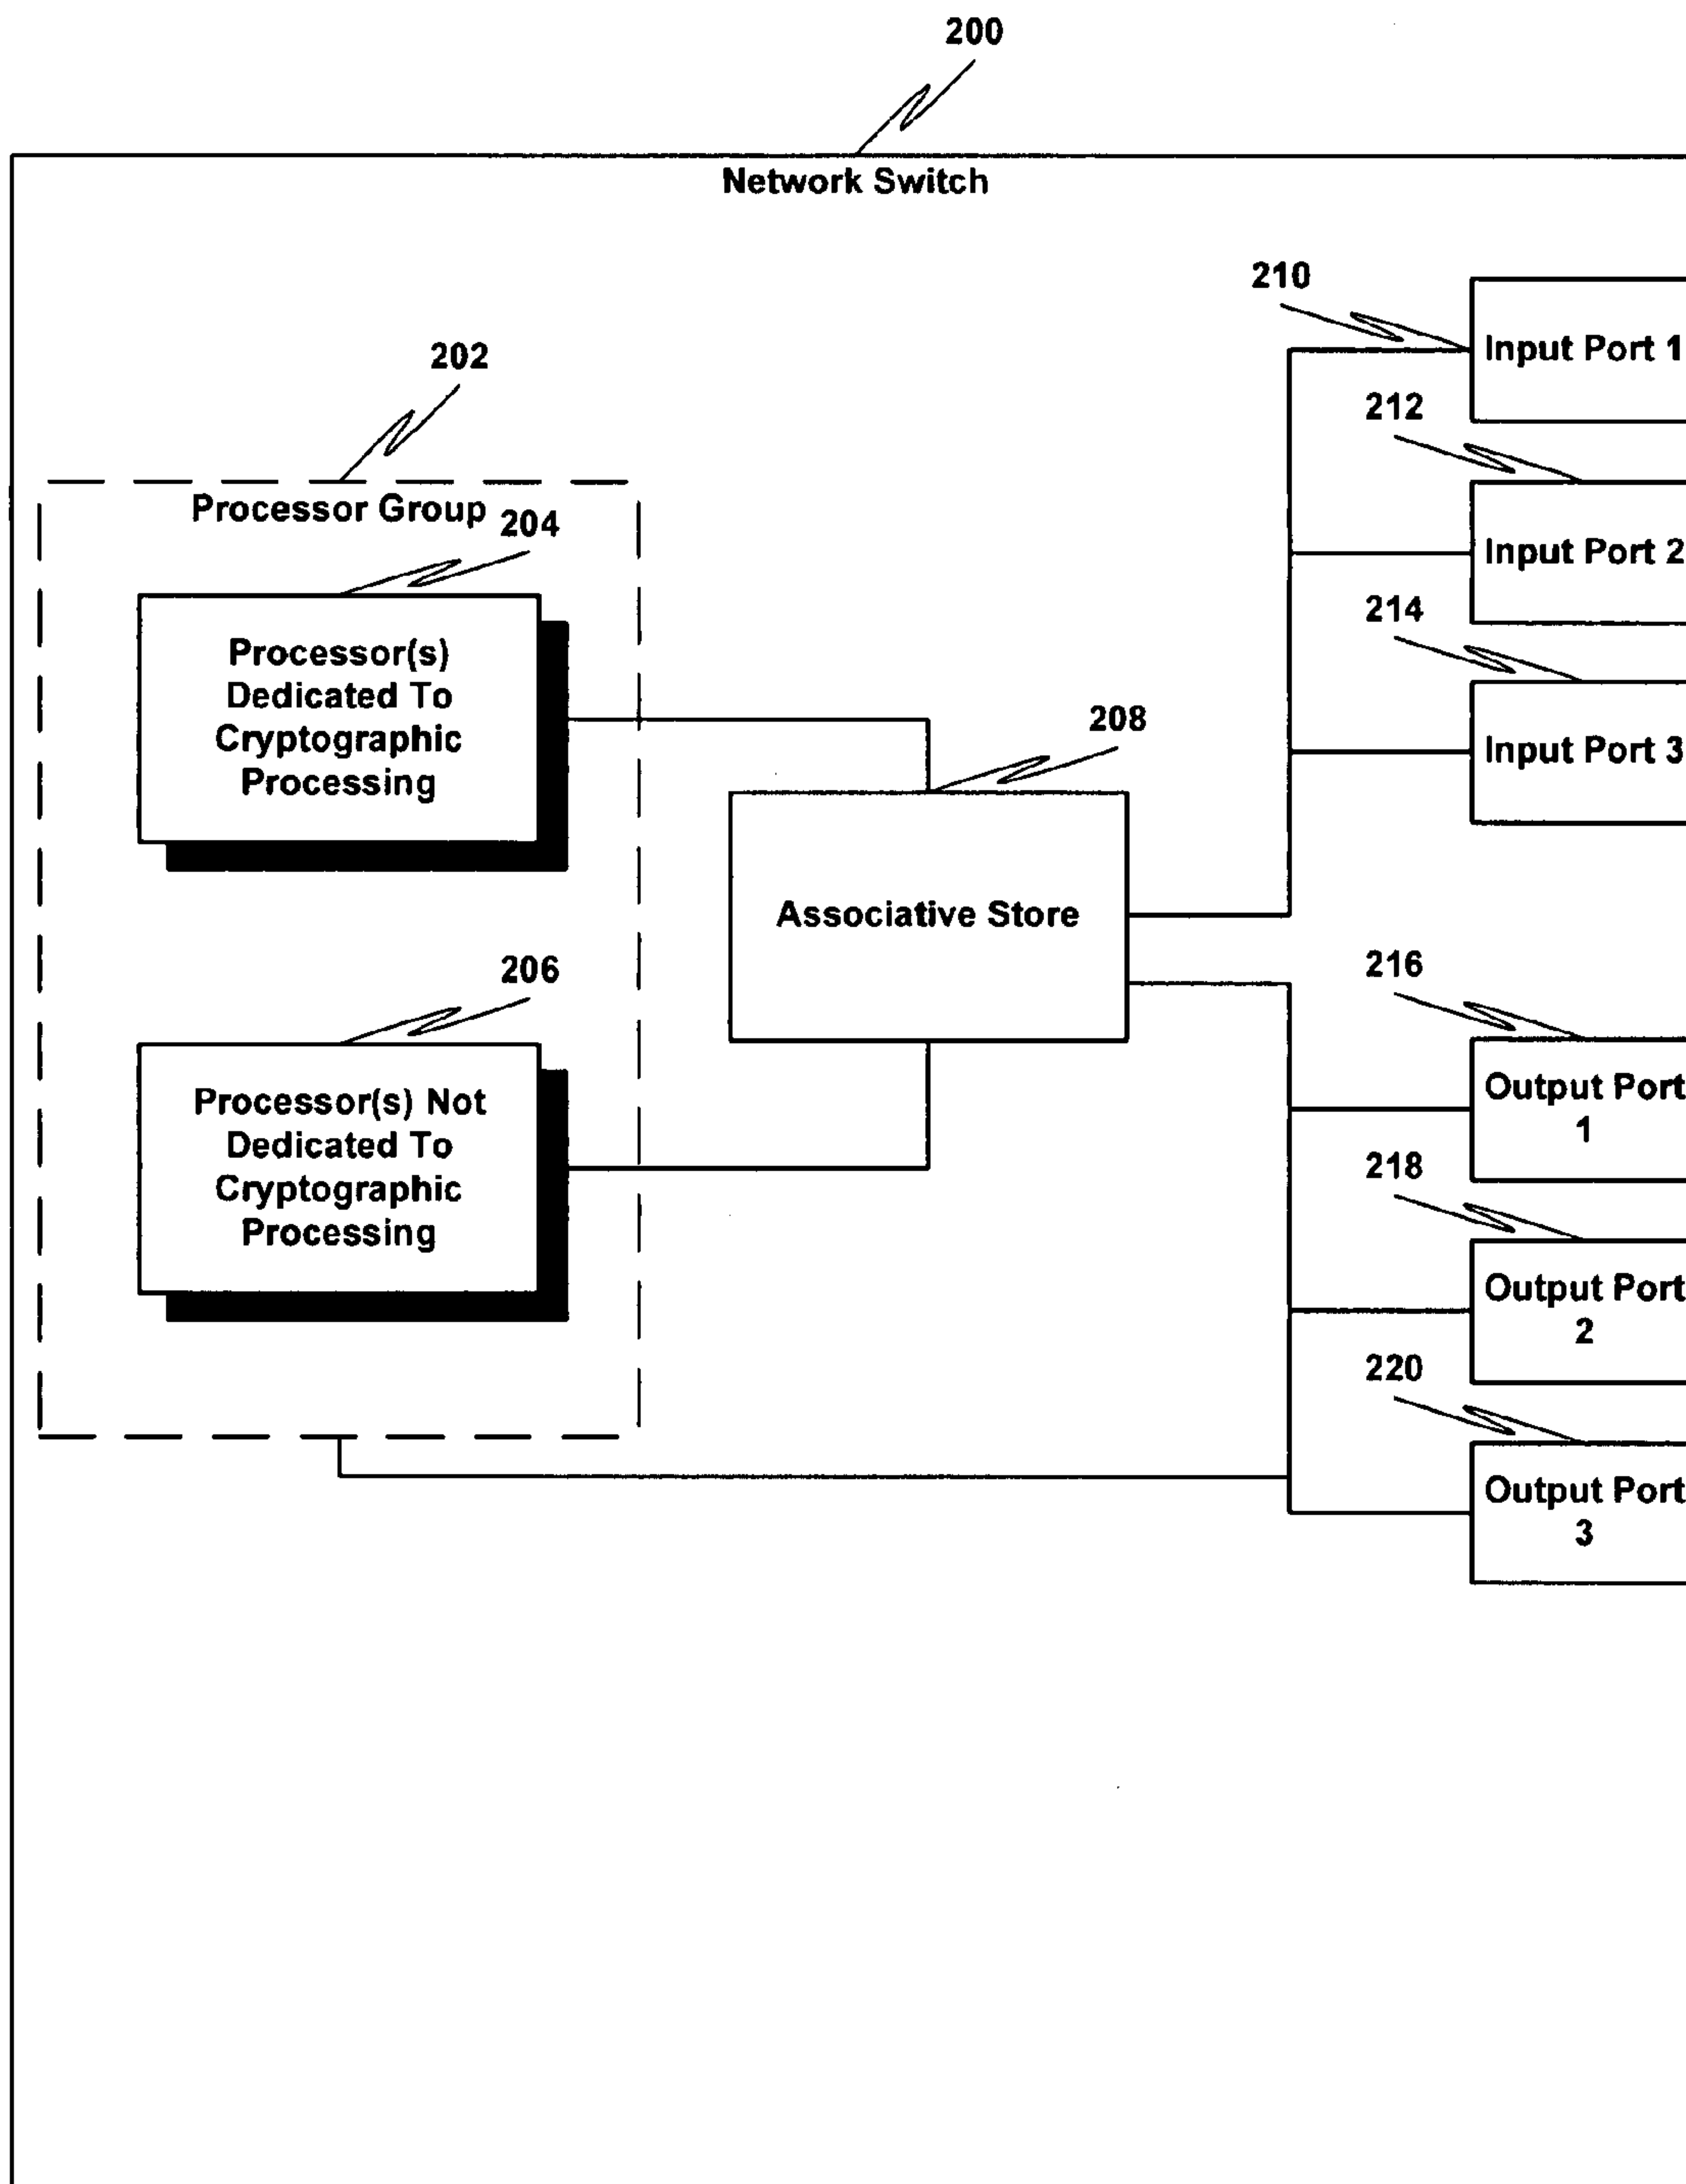 200
Network Switch
210
Input Port 1
202
212
Input Port 2
Processor Group
204
214
Input Port 3
Processor(s)
Dedicated To
Cryptographic
Processing
208
Associative Store
206
216
Output Port
1
Processor(s) Not
Dedicated To
Cryptographic
Processing
218
Output Port
2
220
Output Port
3